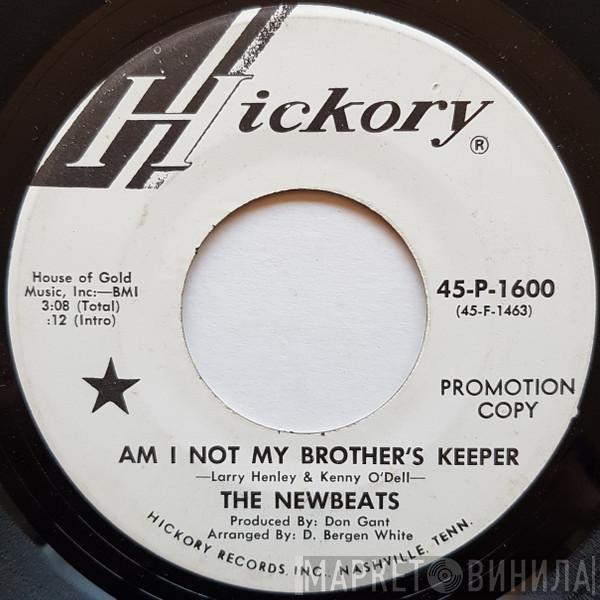 Hickory®
House of Gold
Music, Inc:—BMI
3:08 (Total)
:12 (Intro)
45-P-1600
(45-F-1463)
PROMOTION
COPY
AM I NOT MY BROTHER'S KEEPER
—Larry Henley & Kenny O'Dell—
THE NEWBEATS
Produced By: Don Gant
Arranged By: D. Bergen White
HICKORY RECORDS, INC., NASHVILLE, TENN.
МАРКЕТ ВИНИЛА